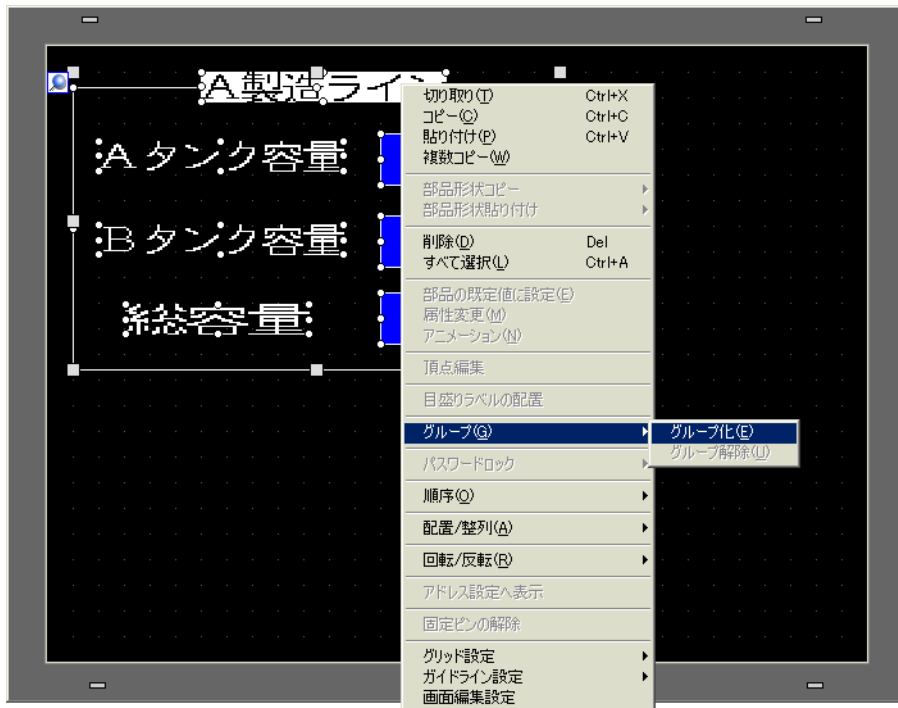 A製造ライン
Aタンク容量
Bタンク容量
総容量
切り取り(T) Ctrl+X
コピー(C) Ctrl+C
貼り付け(P) Ctrl+V
複数コピー(W)
部品形状コピー
部品形状貼り付け
削除(D) Del
すべて選択(L) Ctrl+A
部品の既定値に設定(E)
属性変更(M)
アニメーション(N)
頂点編集
目盛りラベルの配置
グループ(G)
グループ化(E)
グループ解除(U)
パスワードロック
順序(O)
配置/整列(A)
回転/反転(R)
アドレス設定へ表示
固定ピンの解除
グリッド設定
ガイドライン設定
画面編集設定